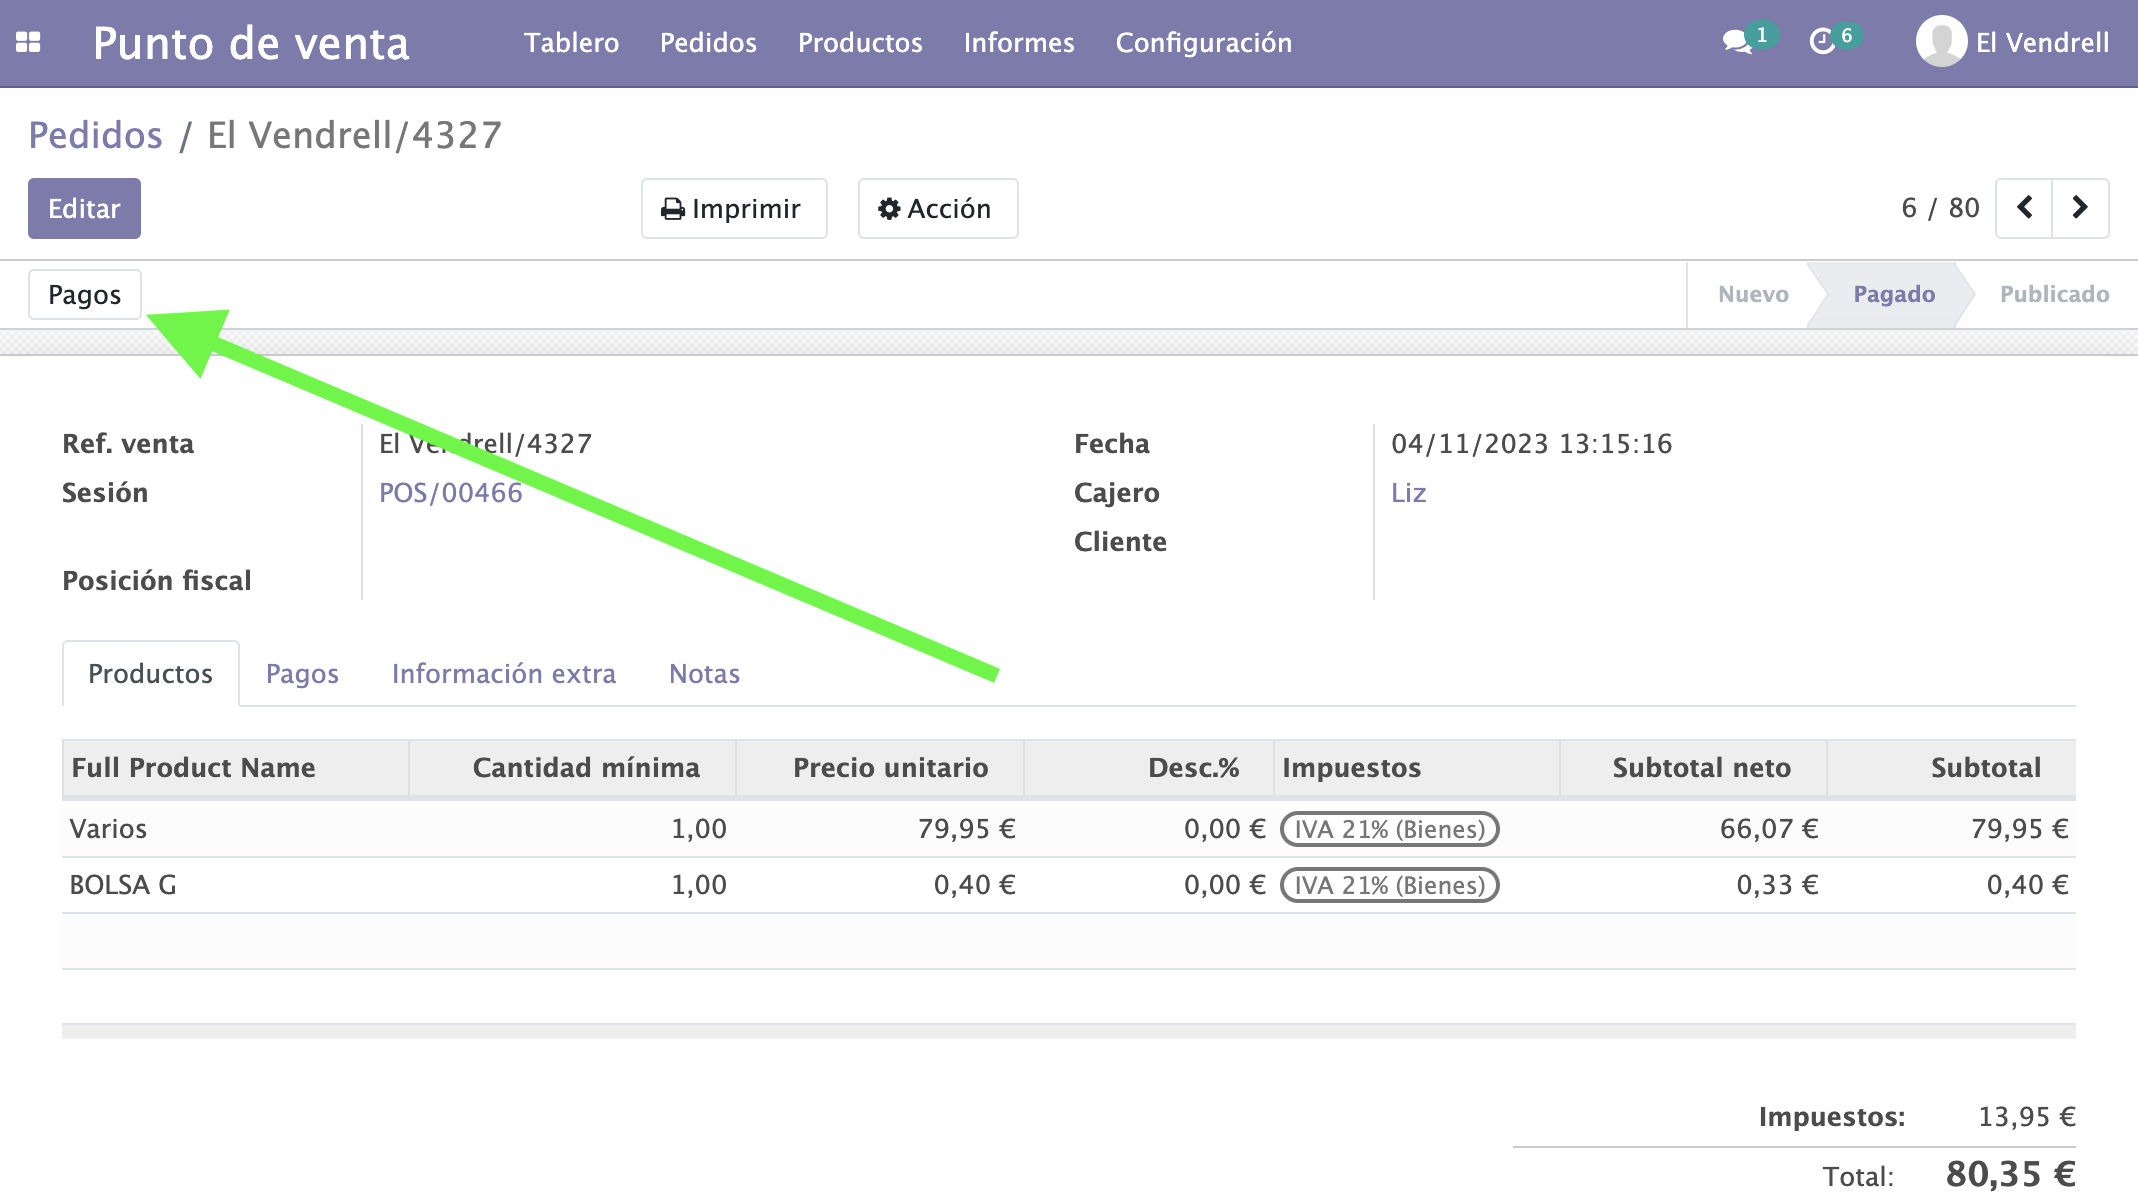 Punto de venta Tablero Pedidos Productos Informes Configuración 1 6 El Vendrell
Pedidos / El Vendrell/4327
Editar Imprimir Acción 6 / 80
Pagos Nuevo Pagado Publicado
Ref. venta El Vendrell/4327 Fecha 04/11/2023 13:15:16
Sesión POS/00466 Cajero Liz
Cliente
Posición fiscal
Productos Pagos Información extra Notas
Full Product Name Cantidad mínima Precio unitario Desc.% Impuestos Subtotal neto Subtotal
Varios 1,00 79,95 € 0,00 € IVA 21% (Bienes) 66,07 € 79,95 €
BOLSA G 1,00 0,40 € 0,00 € IVA 21% (Bienes) 0,33 € 0,40 €
Impuestos: 13,95 €
Total: 80,35 €